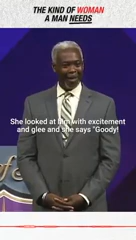 THE KIND OF WOMAN
A MAN NEEDS
She looked at him with excitement
and glee and she says "Goody!